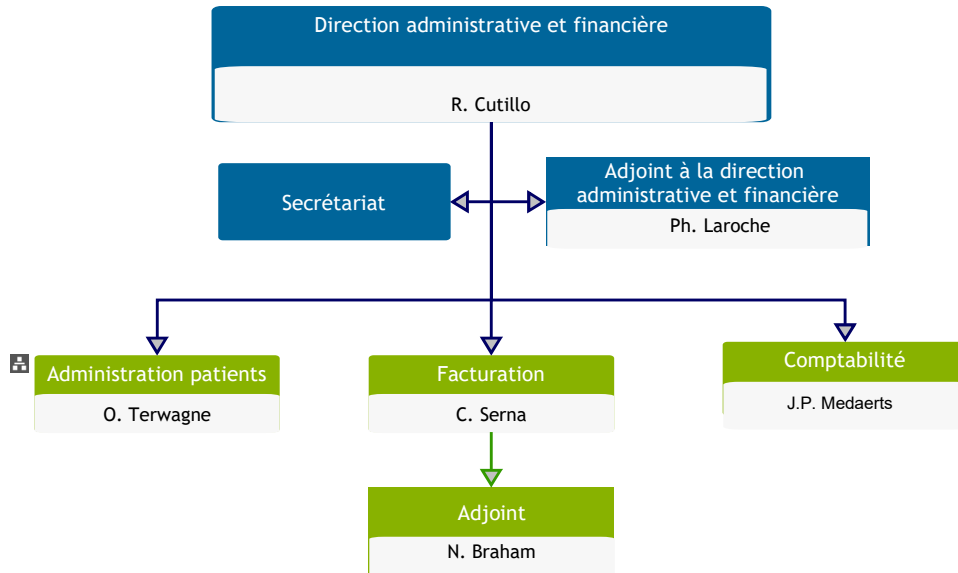 Direction administrative et financière
R. Cutillo
Secrétariat
Adjoint à la direction
administrative et financière
Ph. Laroche
Administration patients
O. Terwagne
Facturation
C. Serna
Comptabilité
J.P. Medaerts
Adjoint
N. Braham